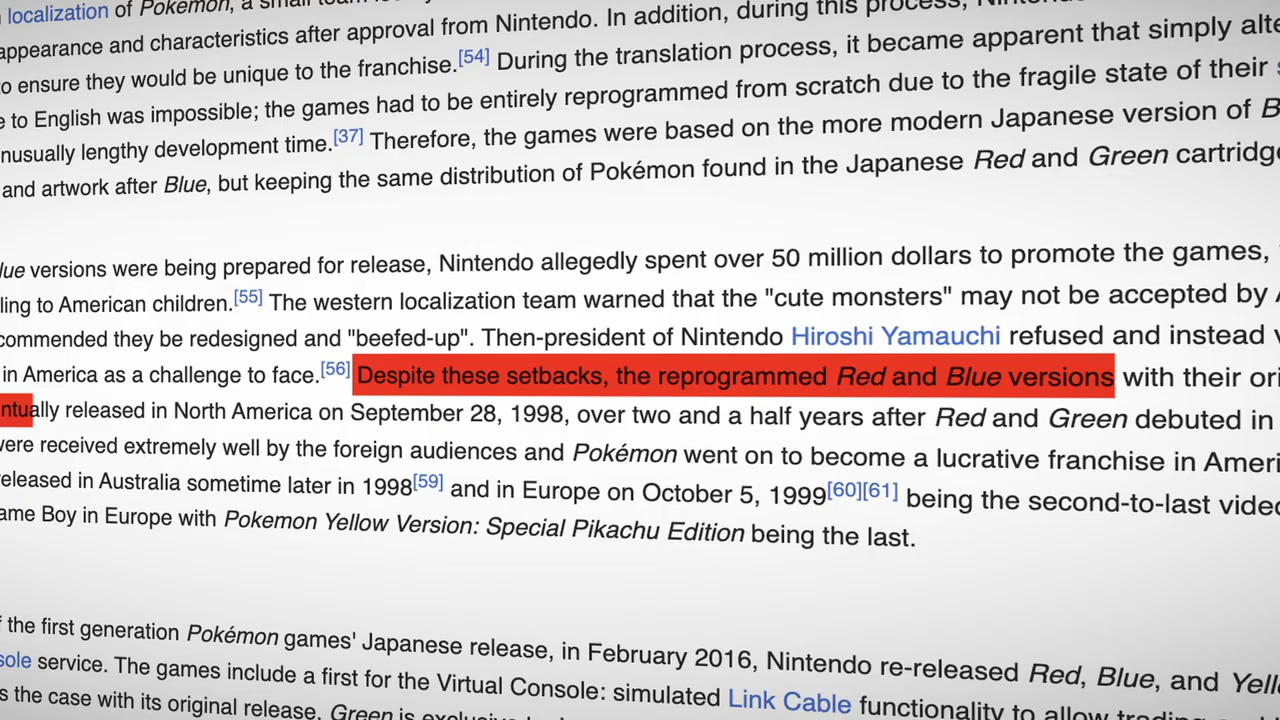 localization of Pokémon, a small team
appearance and characteristics after approval from Nintendo. In addition, during this process,
to ensure they would be unique to the franchise.[54] During the translation process, it became apparent that simply
to English was impossible; the games had to be entirely reprogrammed from scratch due to the fragile state of their
nusually lengthy development time.[37] Therefore, the games were based on the more modern Japanese version of B
and artwork after Blue, but keeping the same distribution of Pokémon found in the Japanese Red and Green cartridge
lue versions were being prepared for release, Nintendo allegedly spent over 50 million dollars to promote the games,
ling to American children.[55] The western localization team warned that the "cute monsters" may not be accepted by A
commended they be redesigned and "beefed-up". Then-president of Nintendo Hiroshi Yamauchi refused and instead v
in America as a challenge to face.[56] Despite these setbacks, the reprogrammed Red and Blue versions with their ori
ntually released in North America on September 28, 1998, over two and a half years after Red and Green debuted in
were received extremely well by the foreign audiences and Pokémon went on to become a lucrative franchise in Ameri
eleased in Australia sometime later in 1998[59] and in Europe on October 5, 1999[60][61] being the second-to-last video
ame Boy in Europe with Pokemon Yellow Version: Special Pikachu Edition being the last.
f the first generation Pokémon games' Japanese release, in February 2016, Nintendo re-released Red, Blue, and Yell
sole service. The games include a first for the Virtual Console: simulated Link Cable functionality to allow trading
s the case with its original release, Green is